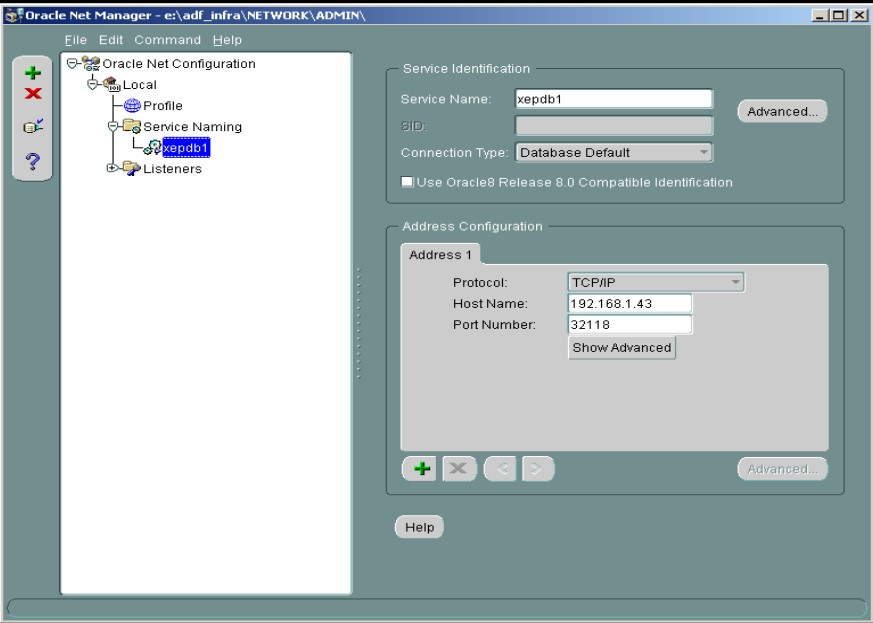 Oracle Net Manager - e:\adf_infra\NETWORK\ADMIN\
File Edit Command Help
Oracle Net Configuration
Local
Profile
Service Naming
xepdb1
Listeners
Service Identification
Service Name: xepdb1
Advanced...
SID:
Connection Type: Database Default
Use Oracle8 Release 8.0 Compatible Identification
Address Configuration
Address 1
Protocol: TCP/IP
Host Name: 192.168.1.43
Port Number: 32118
Show Advanced
Advanced...
Help